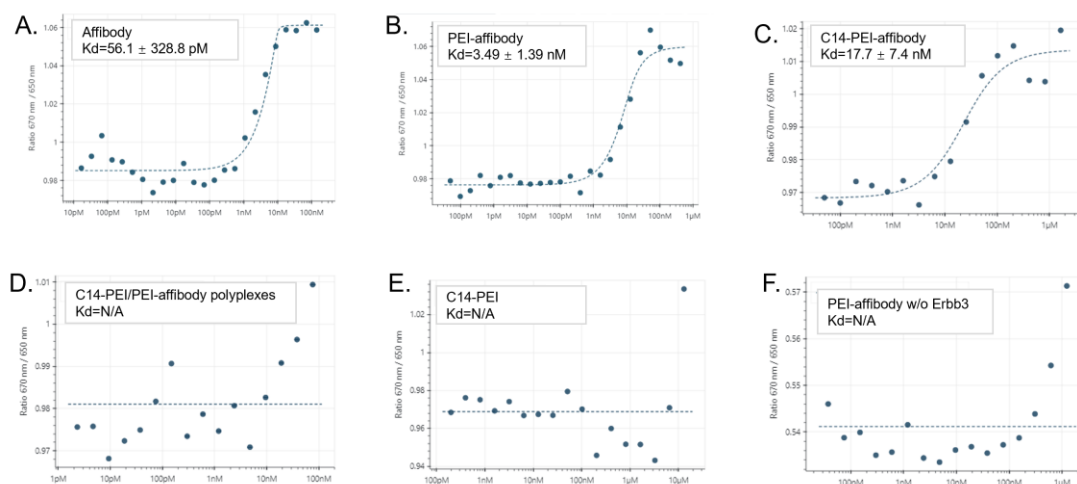 A.
Affibody
Kd=56.1 ± 328.8 pM
Ratio 670 nm / 650 nm
1.06
1.04
1.02
1
0.98
10pM
100pM
1pM
10pM
100pM
1nM
10nM
100nM
B.
PEI-affibody
Kd=3.49 ± 1.39 nM
Ratio 670 nm / 650 nm
1.06
1.04
1.02
1
0.98
100pM
1pM
10pM
100pM
1nM
10nM
100nM
1µM
C.
C14-PEI-affibody
Kd=17.7 ± 7.4 nM
Ratio 670 nm / 650 nm
1.02
1.01
1
0.99
0.98
0.97
100pM
1nM
10nM
100nM
1µM
D.
C14-PEI/PEI-affibody polyplexes
Kd=N/A
Ratio 670 nm / 650 nm
1.01
1
0.99
0.98
0.97
1pM
10pM
100pM
1nM
10nM
100nM
E.
C14-PEI
Kd=N/A
Ratio 670 nm / 650 nm
1.02
1
0.98
0.96
0.94
100pM
1nM
10nM
100nM
1µM
10µM
F.
PEI-affibody w/o Erbb3
Kd=N/A
Ratio 670 nm / 650 nm
0.57
0.56
0.55
0.54
100pM
1nM
10nM
100nM
1µM